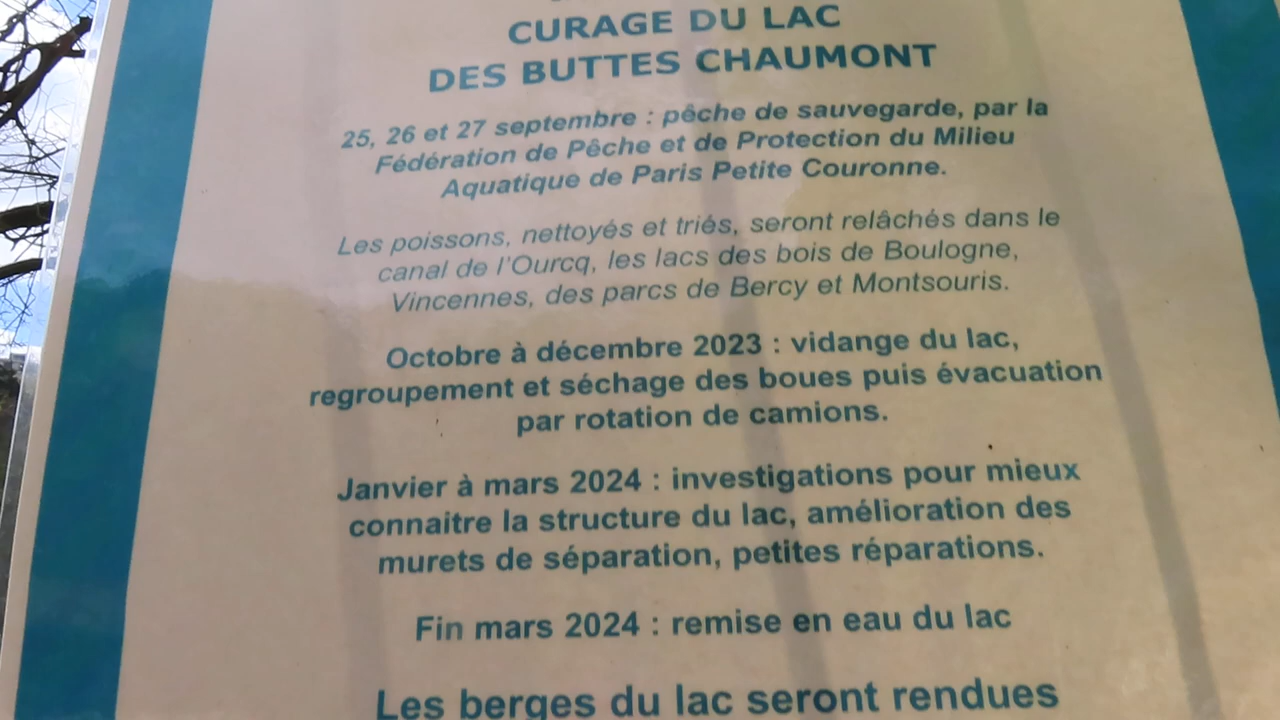 CURAGE DU LAC
DES BUTTES CHAUMONT
25, 26 et 27 septembre : pêche de sauvegarde, par la
Fédération de Pêche et de Protection du Milieu
Aquatique de Paris Petite Couronne.
Les poissons, nettoyés et triés, seront relâchés dans le
canal de l'Ourcq, les lacs des bois de Boulogne,
Vincennes, des parcs de Bercy et Montsouris.
Octobre à décembre 2023 : vidange du lac,
regroupement et séchage des boues puis évacuation
par rotation de camions.
Janvier à mars 2024 : investigations pour mieux
connaitre la structure du lac, amélioration des
murets de séparation, petites réparations.
Fin mars 2024 : remise en eau du lac
Les berges du lac seront rendues